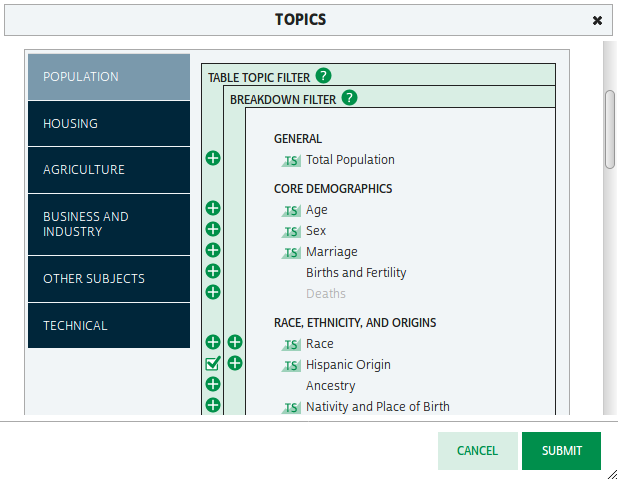 TOPICS
POPULATION
HOUSING
AGRICULTURE
BUSINESS AND
INDUSTRY
OTHER SUBJECTS
TECHNICAL
TABLE TOPIC FILTER ?
BREAKDOWN FILTER ?
GENERAL
TS Total Population
CORE DEMOGRAPHICS
TS Age
TS Sex
TS Marriage
Births and Fertility
Deaths
RACE, ETHNICITY, AND ORIGINS
TS Race
TS Hispanic Origin
Ancestry
TS Nativity and Place of Birth
CANCEL
SUBMIT